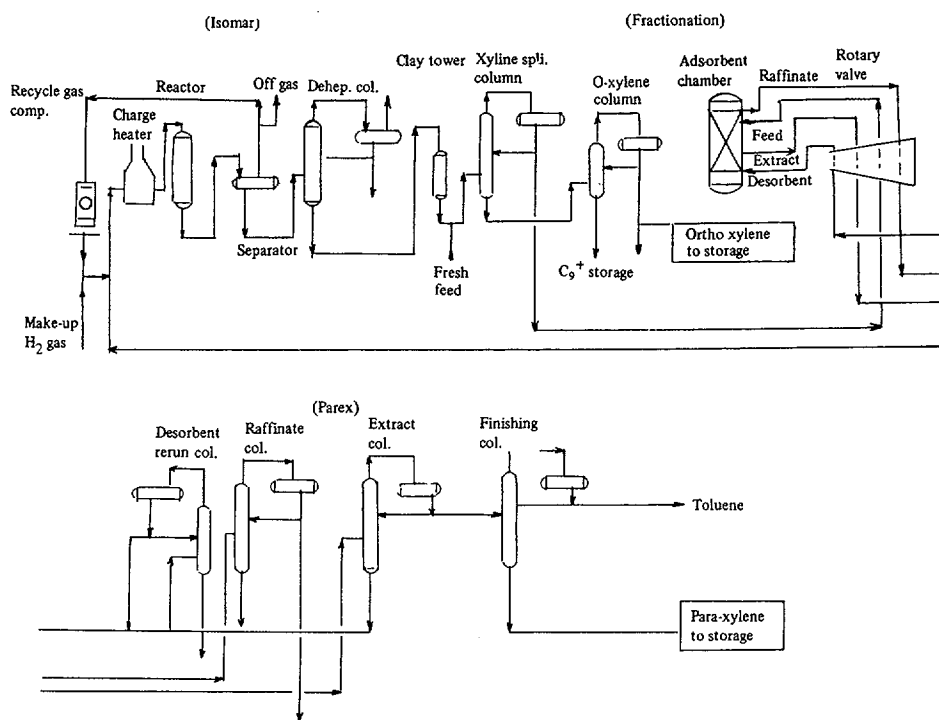 (Isomar)
(Fractionation)
Recycle gas
comp.
Charge
heater
Reactor
Off gas
Dehep. col.
Separator
Clay tower
Xyline spli.
column
O-xylene
column
Adsorbent
chamber
Raffinate
Rotary
valve
Feed
Extract
Desorbent
Ortho xylene
to storage
C₉⁺ storage
Fresh
feed
Make-up
H₂ gas
(Parex)
Desorbent
rerun col.
Raffinate
col.
Extract
col.
Finishing
col.
Toluene
Para-xylene
to storage